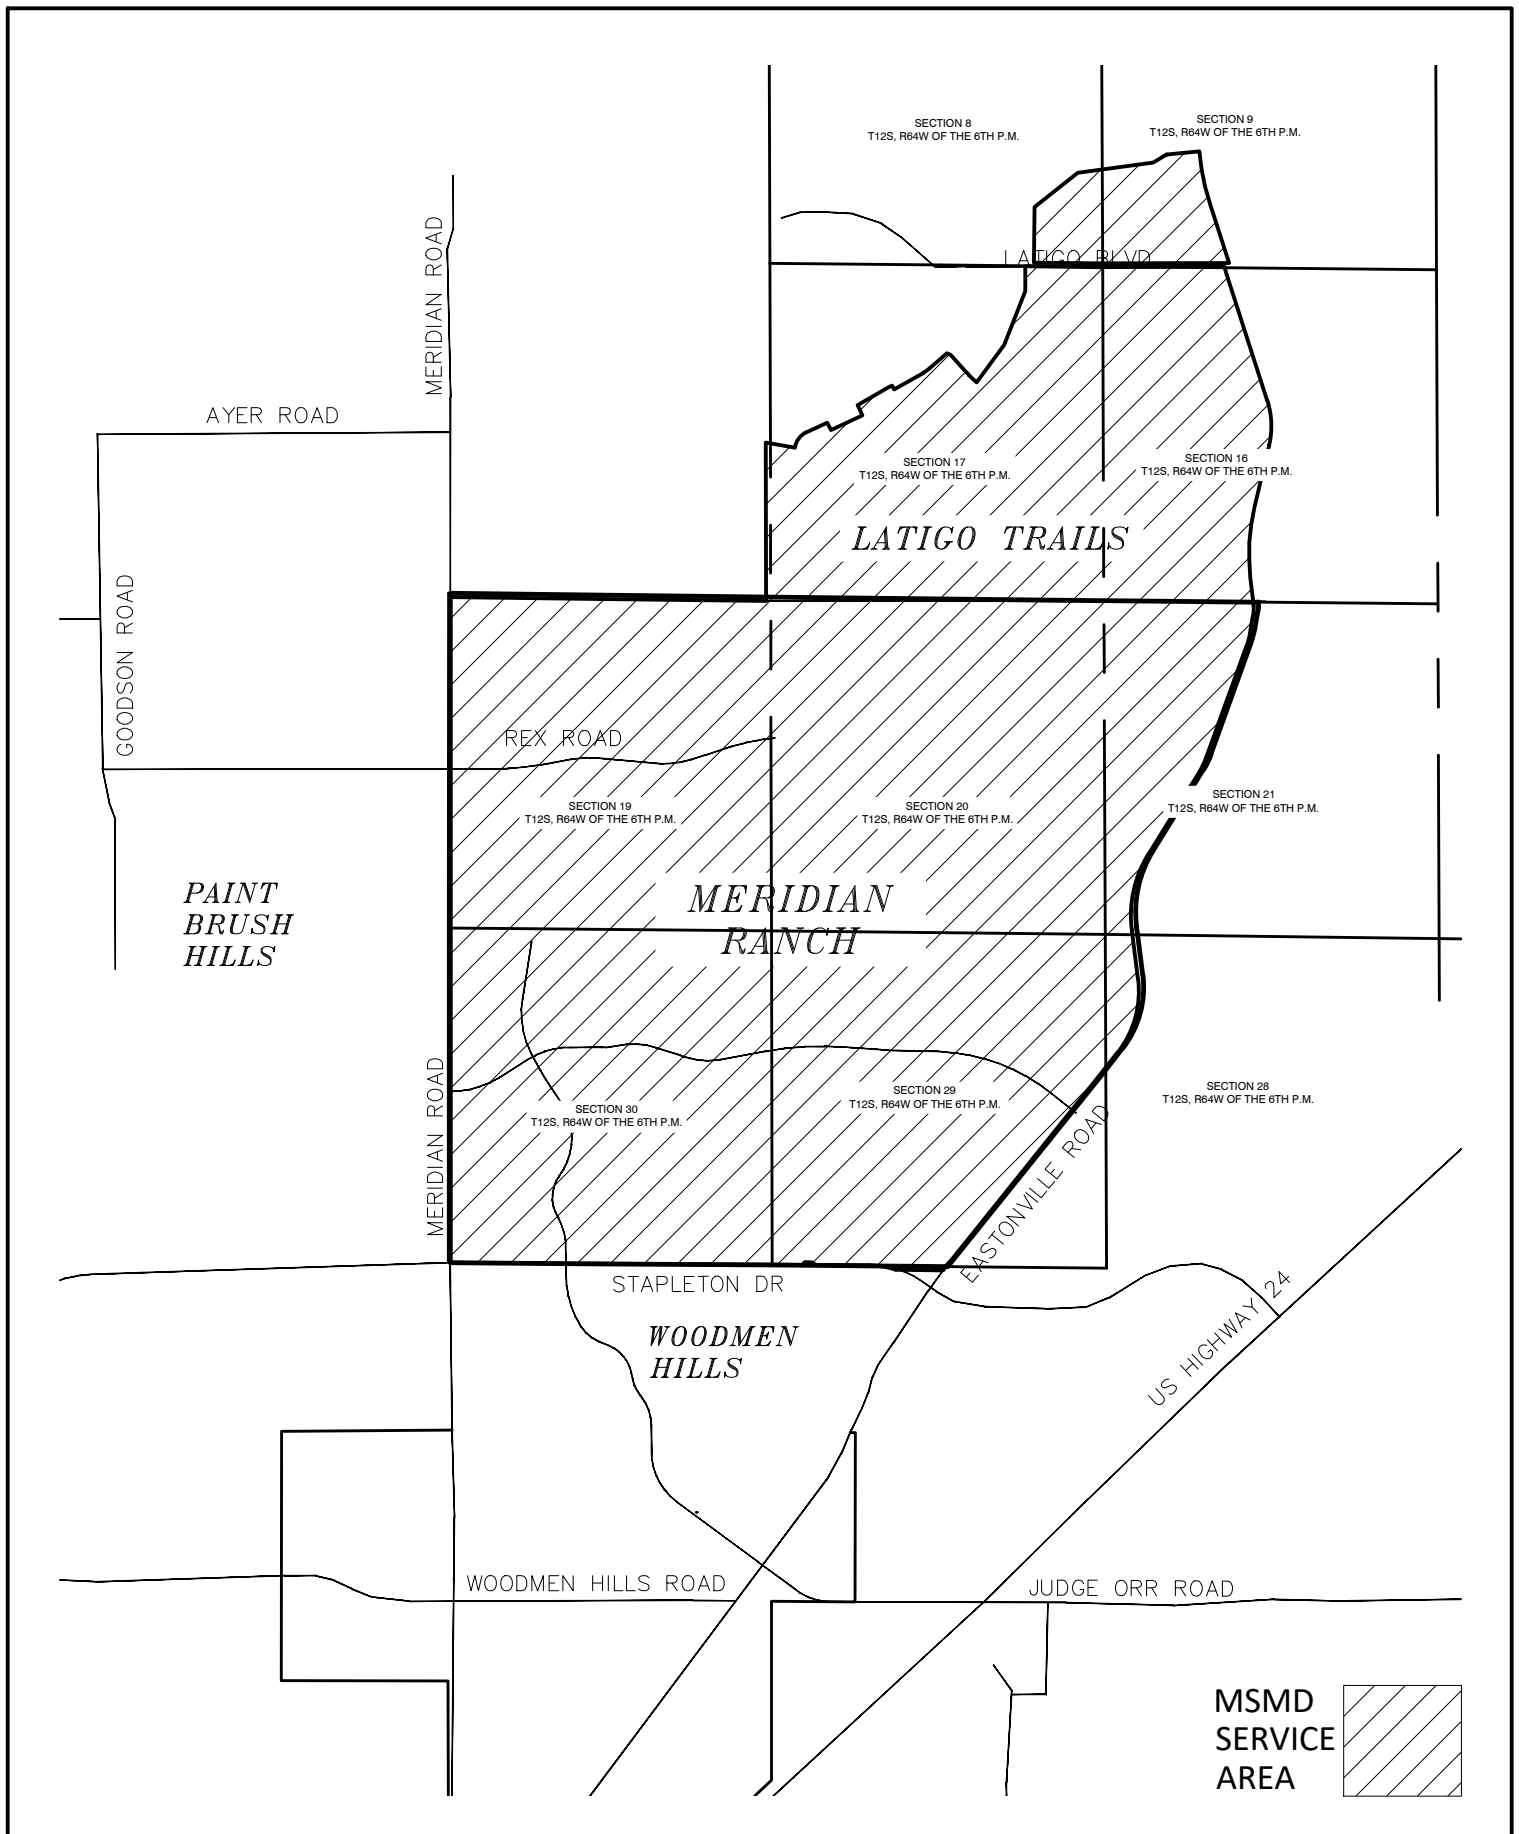 SECTION 8
T12S, R64W OF THE 6TH P.M.
SECTION 9
T12S, R64W OF THE 6TH P.M.
MERIDIAN ROAD
LATIGO BLVD
AYER ROAD
SECTION 17
T12S, R64W OF THE 6TH P.M.
SECTION 16
T12S, R64W OF THE 6TH P.M.
LATIGO TRAILS
GOODSON ROAD
REX ROAD
SECTION 19
T12S, R64W OF THE 6TH P.M.
SECTION 20
T12S, R64W OF THE 6TH P.M.
SECTION 21
T12S, R64W OF THE 6TH P.M.
PAINT
BRUSH
HILLS
MERIDIAN
RANCH
MERIDIAN ROAD
SECTION 30
T12S, R64W OF THE 6TH P.M.
SECTION 29
T12S, R64W OF THE 6TH P.M.
SECTION 28
T12S, R64W OF THE 6TH P.M.
EASTONVILLE ROAD
STAPLETON DR
WOODMEN
HILLS
US HIGHWAY 24
WOODMEN HILLS ROAD
JUDGE ORR ROAD
MSMD
SERVICE
AREA